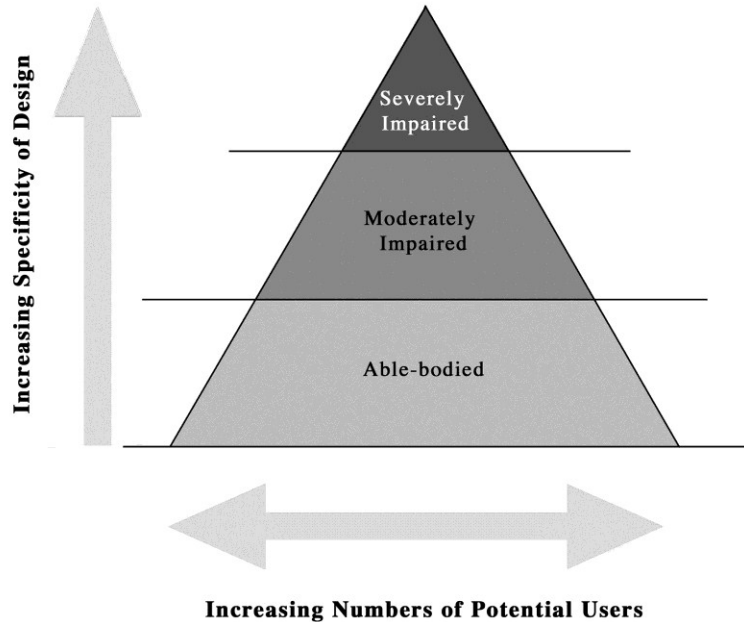 Increasing Specificity of Design
Severely
Impaired
Moderately
Impaired
Able-bodied
Increasing Numbers of Potential Users